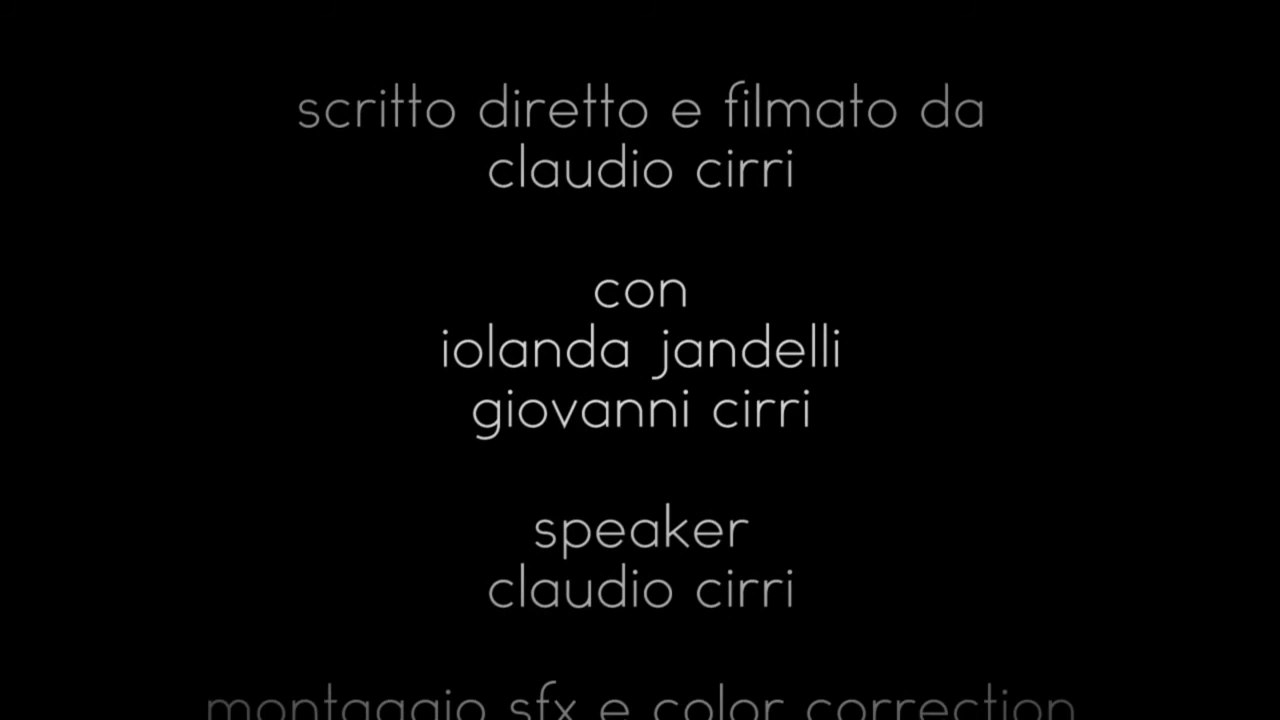 scritto diretto e filmato da
claudio cirri
con
iolanda jandelli
giovanni cirri
speaker
claudio cirri
montaggio sfx e color correction